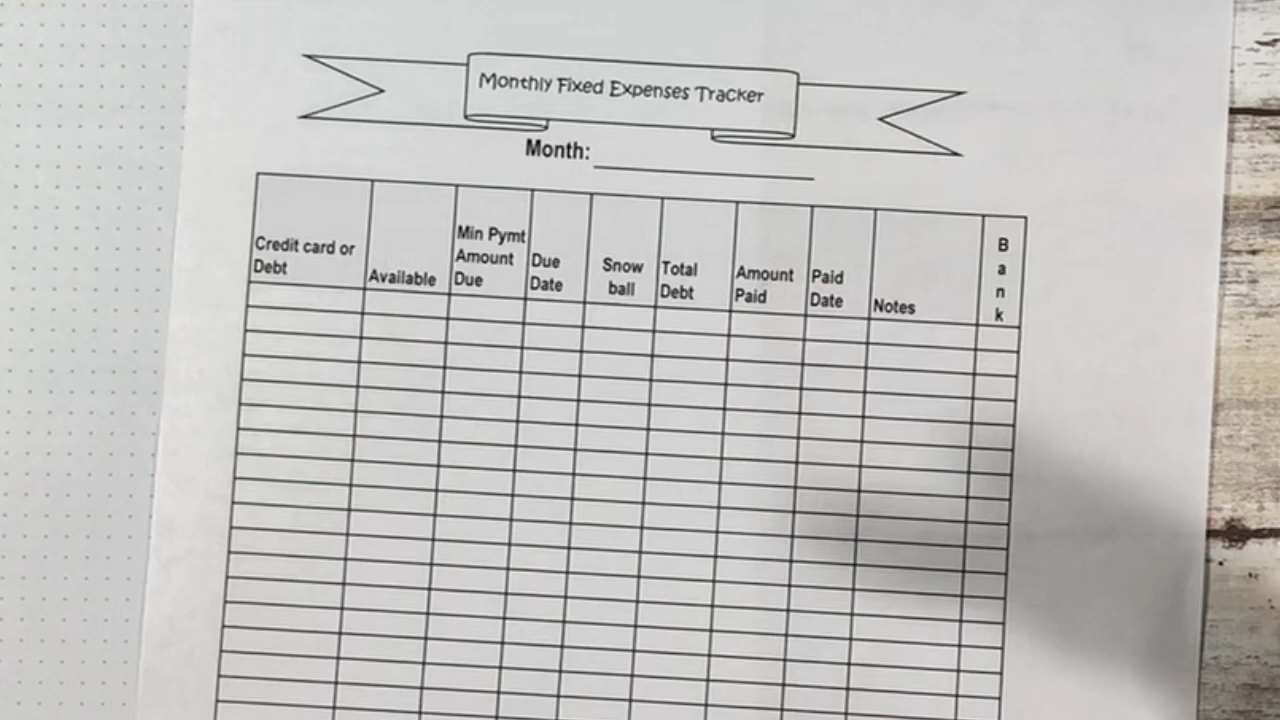 Monthly Fixed Expenses Tracker
Month:
Credit card or
Debt
Available
Min Pymt
Amount
Due
Due
Date
Snow
ball
Total
Debt
Amount
Paid
Paid
Date
Notes
B
a
n
k